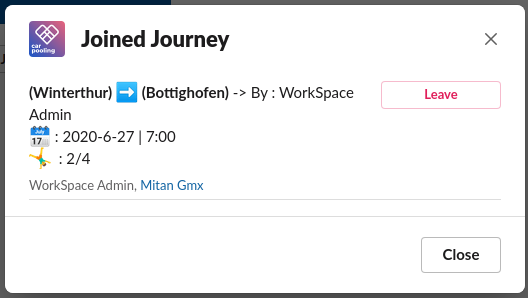 car
pooling
Joined Journey
(Winterthur) ➡️ (Bottighofen) -> By : WorkSpace
Admin
Leave
July
17
: 2020-6-27 | 7:00
: 2/4
WorkSpace Admin, Mitan Gmx
Close